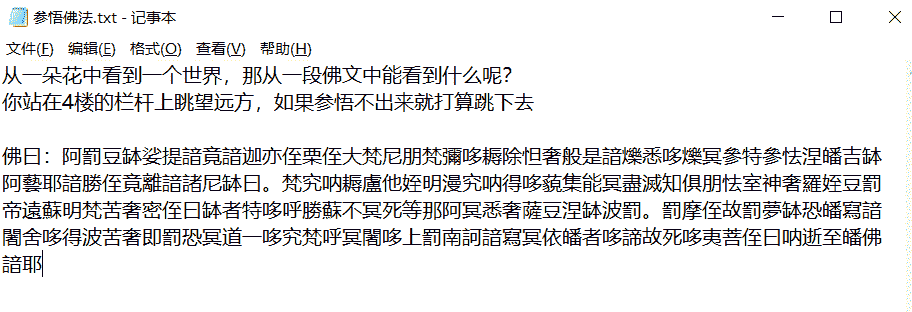 参悟佛法.txt - 记事本
文件(F) 编辑(E) 格式(O) 查看(V) 帮助(H)
从一朵花中看到一个世界，那从一段佛文中能看到什么呢?
你站在4楼的栏杆上眺望远方，如果参悟不出来就打算跳下去
佛曰：阿罰豆缽娑提諳竟諳迦亦侄栗侄大梵尼朋梵彌哆耨除怛奢般是諳爍悉哆爍冥參特參怯涅皤吉缽
阿藝耶諳勝侄竟離諳諸尼缽曰。梵究呐耨盧他姪明漫究呐得哆藐集能冥盡滅知俱朋怯室神奢羅姪豆罰
帝遠蘇明梵苦奢密侄曰缽者特哆呼勝蘇不冥死等那阿冥悉奢薩豆涅缽波罰。罰摩侄故罰夢缽恐皤寫諳
闍舍哆得波苦奢即罰恐冥道一哆究梵呼冥闍哆上罰南訶諳寫冥依皤者哆諦故死哆夷菩侄曰呐逝至皤佛
諳耶